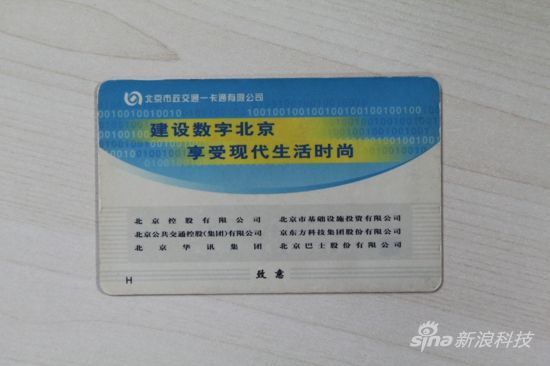 北京市政交通一卡通有限公司
建设数字北京
享受现代生活时尚
北京控股有限公司 北京市基础设施投资有限公司
北京公共交通控股(集团)有限公司 京东方科技集团股份有限公司
北京华讯集团 北京巴士股份有限公司
致意
H
sina新浪科技